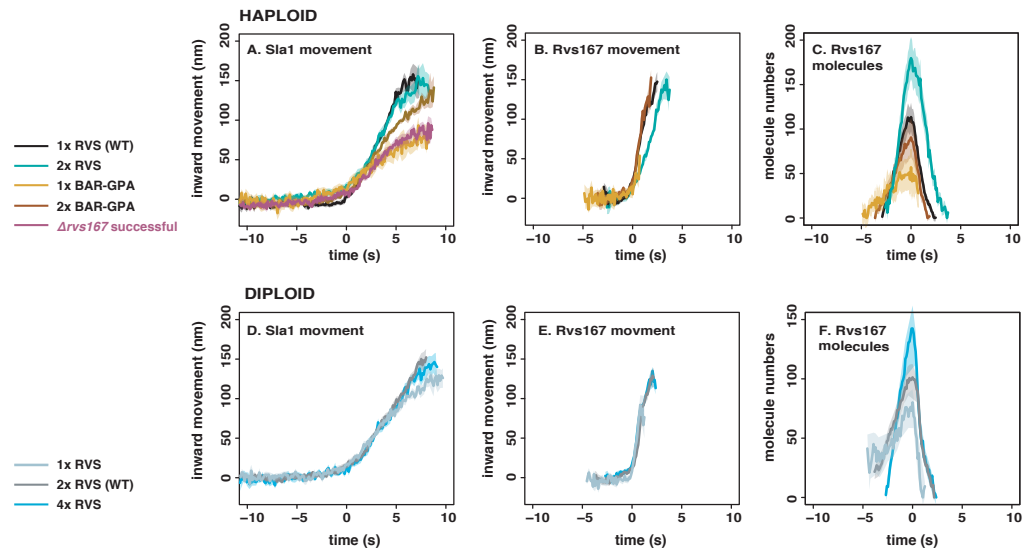 HAPLOID
A. Sla1 movement
B. Rvs167 movement
C. Rvs167
molecules
inward movement (nm)
0 50 100 150 200
−10 −5 0 5 10
time (s)
inward movement (nm)
0 50 100 150 200
−10 −5 0 5 10
time (s)
molecule numbers
0 50 100 150 200
−10 −5 0 5 10
time (s)
1x RVS (WT)
2x RVS
1x BAR-GPA
2x BAR-GPA
Δrvs167 successful
DIPLOID
D. Sla1 movment
E. Rvs167 movment
F. Rvs167
molecules
inward movement (nm)
0 50 100 150 200
−10 −5 0 5 10
time (s)
inward movement (nm)
0 50 100 150 200
−10 −5 0 5 10
time (s)
molecule numbers
0 50 100 150
−10 −5 0 5 10
time (s)
1x RVS
2x RVS (WT)
4x RVS